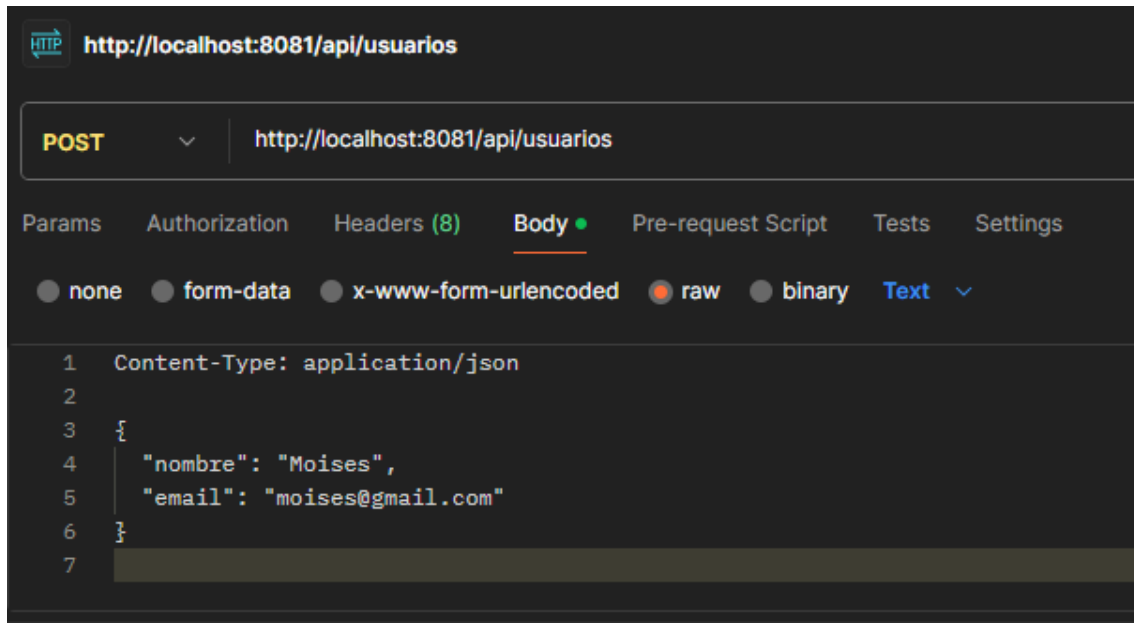 HTTP http://localhost:8081/api/usuarios
POST http://localhost:8081/api/usuarios
Params Authorization Headers (8) Body Pre-request Script Tests Settings
none form-data x-www-form-urlencoded raw binary Text
1 Content-Type: application/json
2
3 {
4 "nombre": "Moises",
5 "email": "moises@gmail.com"
6 }
7